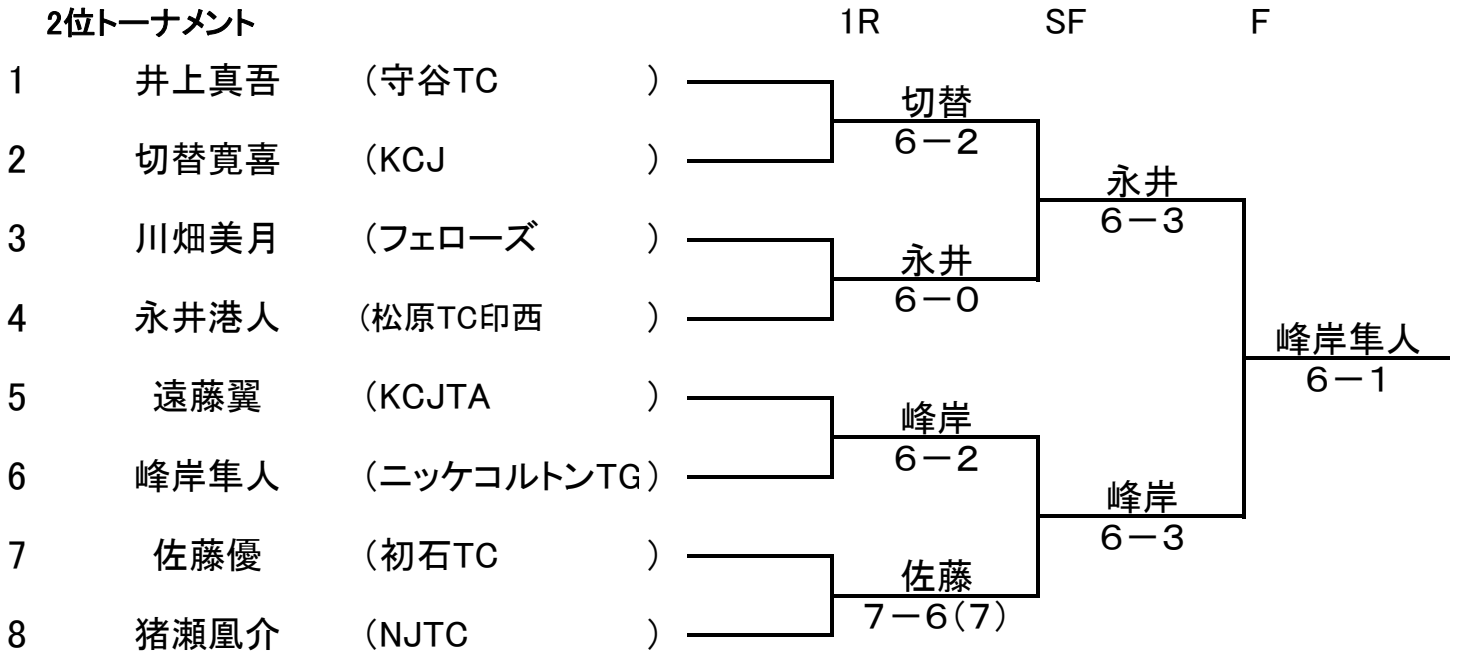 2位トーナメント 1R SF F
1 井上真吾 (守谷TC )
切替
6－2
2 切替寛喜 (KCJ )
永井
6－3
3 川畑美月 (フェローズ )
永井
6－0
4 永井港人 (松原TC印西 )
峰岸隼人
6－1
5 遠藤翼 (KCJTA )
峰岸
6－2
6 峰岸隼人 (ニッケコルトンTG)
峰岸
6－3
7 佐藤優 (初石TC )
佐藤
7－6(7)
8 猪瀬凰介 (NJTC )